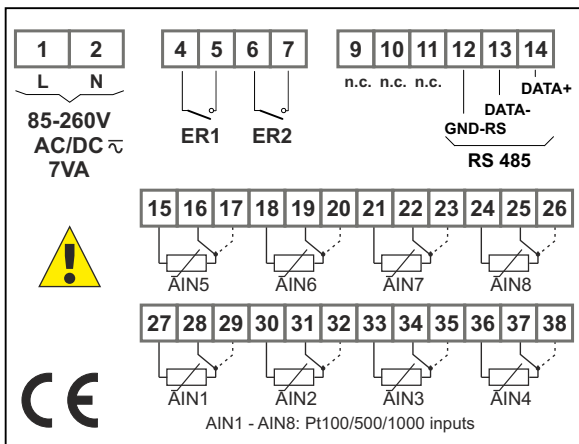 1 2
L N
85-260V
AC/DC
7VA
4 5 6 7
ER1 ER2
9 10 11 12 13 14
n.c. n.c. n.c.
DATA+
DATA-
GND-RS
RS 485
15 16 17 18 19 20 21 22 23 24 25 26
AIN5 AIN6 AIN7 AIN8
!
27 28 29 30 31 32 33 34 35 36 37 38
AIN1 AIN2 AIN3 AIN4
CE
AIN1 - AIN8: Pt100/500/1000 inputs